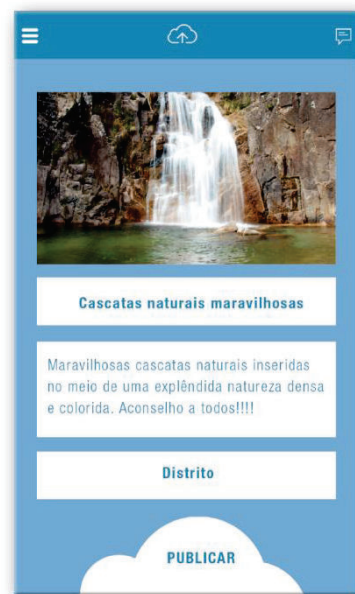 Cascatas naturais maravilhosas
Maravilhosas cascatas naturais inseridas
no meio de uma explêndida natureza densa
e colorida. Aconselho a todos!!!!
Distrito
PUBLICAR